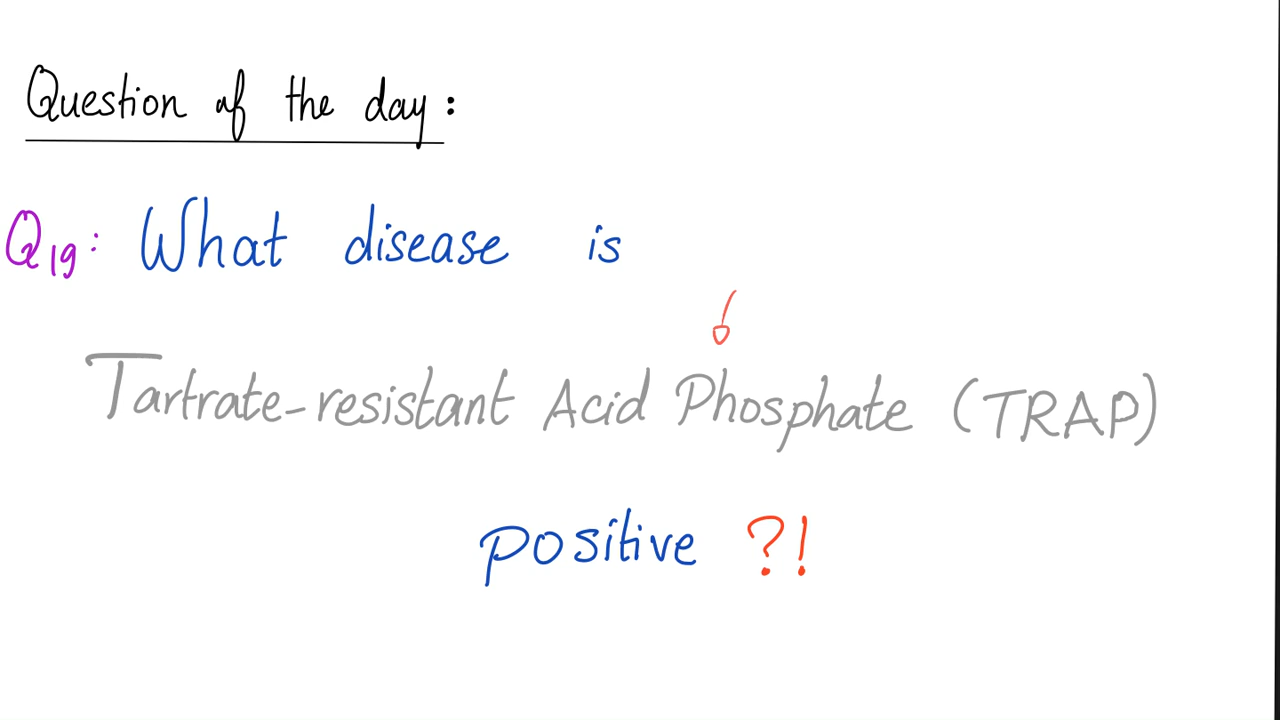 Question of the day:
Q19: What disease is
Tartrate-resistant Acid Phosphate (TRAP)
positive ?!